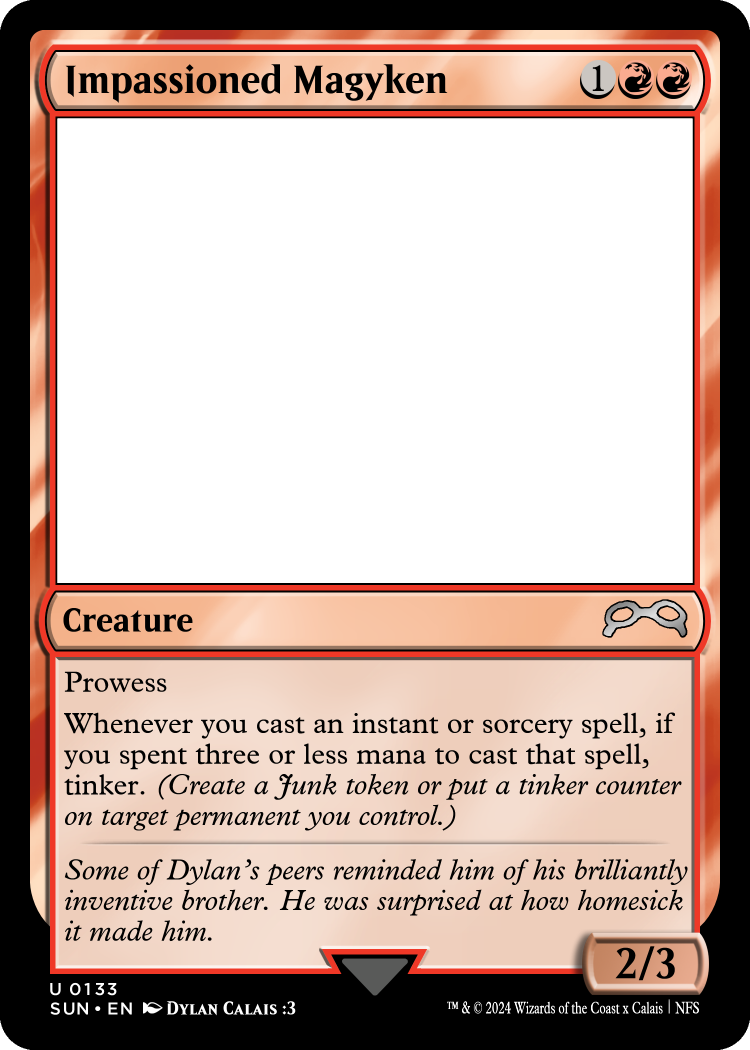 Impassioned Magyken 1
Creature
Prowess
Whenever you cast an instant or sorcery spell, if
you spent three or less mana to cast that spell,
tinker. (Create a Junk token or put a tinker counter
on target permanent you control.)
Some of Dylan's peers reminded him of his brilliantly
inventive brother. He was surprised at how homesick
it made him.
2/3
U 0133
SUN • EN Dylan Calais :3
™ & © 2024 Wizards of the Coast x Calais | NFS